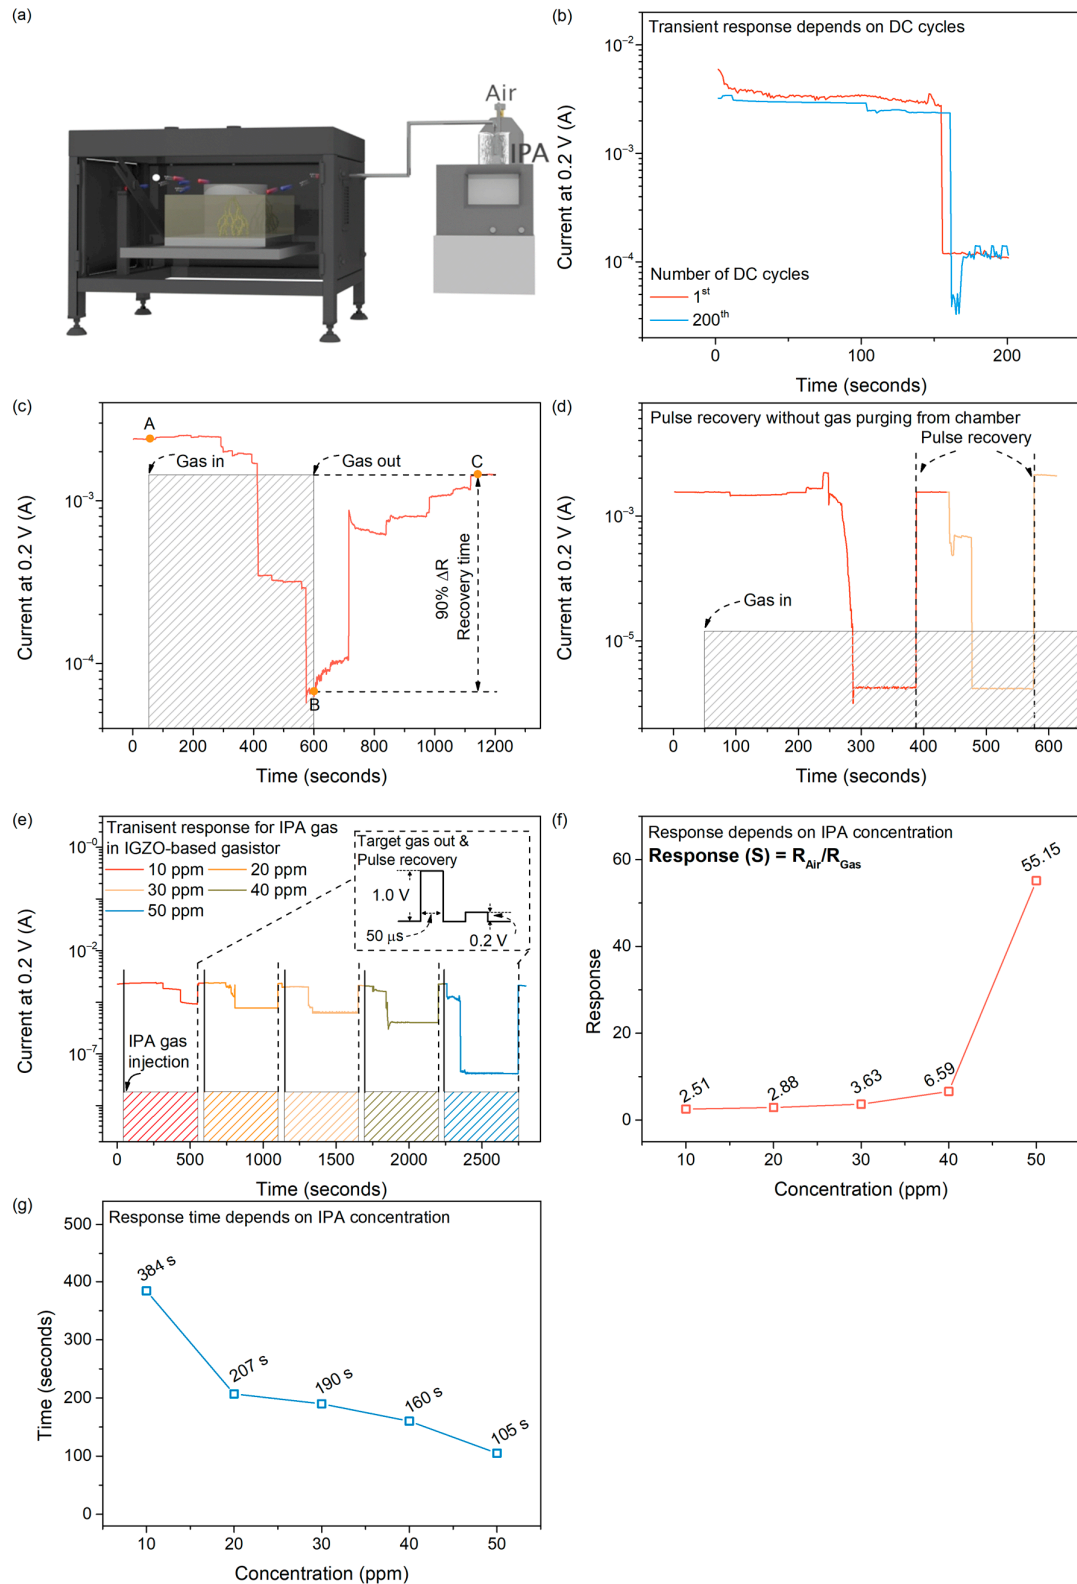 (a)
Air
IPA
(b)
Transient response depends on DC cycles
10⁻²
10⁻³
10⁻⁴
Current at 0.2 V (A)
Number of DC cycles
1ˢᵗ
200ᵗʰ
0 100 200
Time (seconds)
(c)
A
Gas in
Gas out
C
B
90% ΔR
Recovery time
10⁻³
10⁻⁴
Current at 0.2 V (A)
0 200 400 600 800 1000 1200
Time (seconds)
(d)
Pulse recovery without gas purging from chamber
Pulse recovery
Gas in
10⁻³
10⁻⁵
Current at 0.2 V (A)
0 100 200 300 400 500 600
Time (seconds)
(e)
Transient response for IPA gas
in IGZO-based gasistor
10 ppm 20 ppm
30 ppm 40 ppm
50 ppm
Target gas out &
Pulse recovery
1.0 V
50 μs
0.2 V
IPA gas
injection
10⁻⁰
10⁻²
10⁻⁷
Current at 0.2 V (A)
0 500 1000 1500 2000 2500
Time (seconds)
(f)
Response depends on IPA concentration
Response (S) = R_Air/R_Gas
55.15
2.51
2.88
3.63
6.59
60
40
20
0
Response
10 20 30 40 50
Concentration (ppm)
(g)
Response time depends on IPA concentration
384 s
207 s
190 s
160 s
105 s
500
400
300
200
100
0
Time (seconds)
10 20 30 40 50
Concentration (ppm)